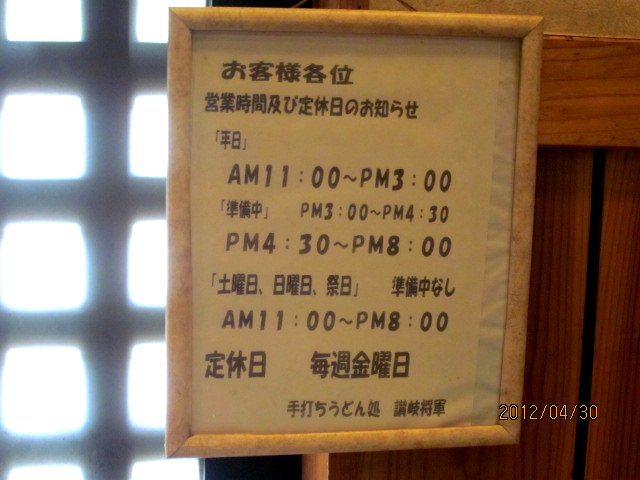 お客様各位
営業時間及び定休日のお知らせ
「平日」
AM11：00～PM3：00
「準備中」　PM3：00～PM4：30
PM4：30～PM8：00
「土曜日、日曜日、祭日」　準備中なし
AM11：00～PM8：00
定休日　毎週金曜日
手打ちうどん処　讃岐将軍
2012/04/30